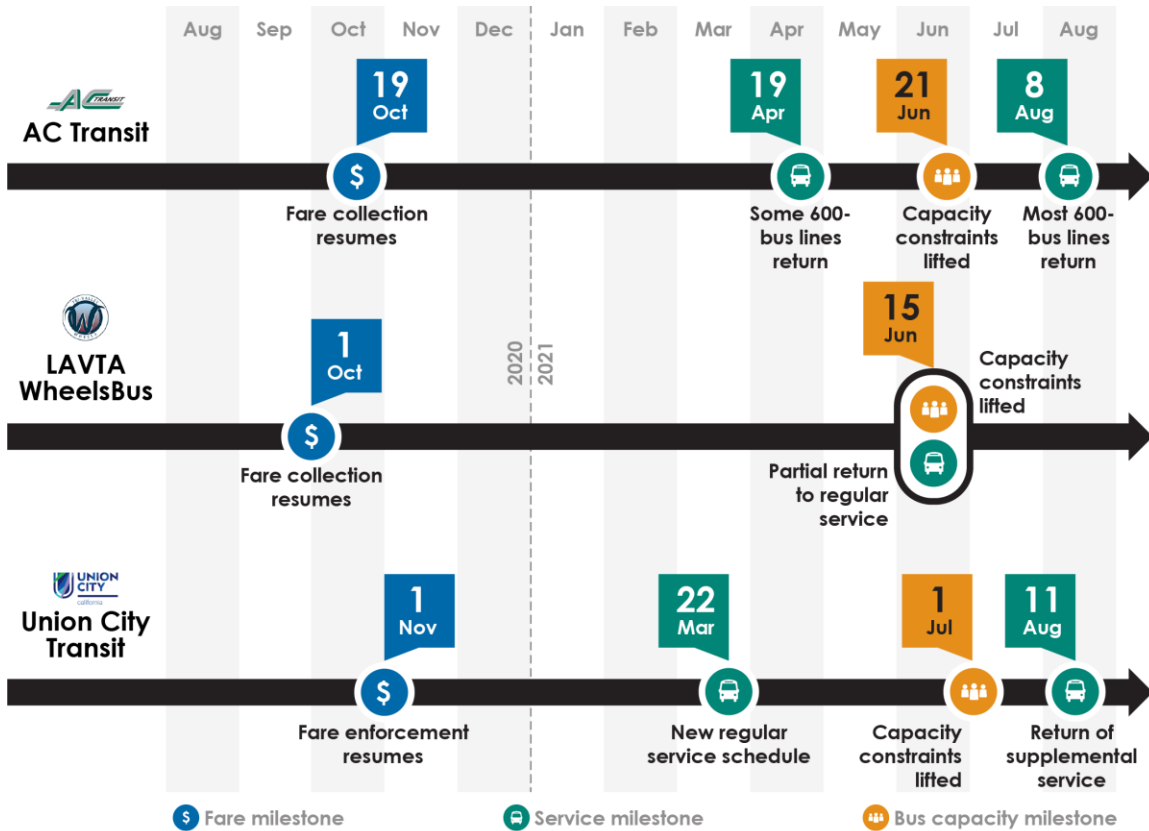 Aug Sep Oct Nov Dec Jan Feb Mar Apr May Jun Jul Aug
AC TRANSIT
AC Transit
19
Oct
19
Apr
21
Jun
8
Aug
$
Fare collection
resumes
Some 600-
bus lines
return
Capacity
constraints
lifted
Most 600-
bus lines
return
2020
2021
W
LAVTA
WheelsBus
1
Oct
15
Jun
$
Fare collection
resumes
Capacity
constraints
lifted
Partial return
to regular
service
UNION
CITY
california
Union City
Transit
1
Nov
22
Mar
1
Jul
11
Aug
$
Fare enforcement
resumes
New regular
service schedule
Capacity
constraints
lifted
Return of
supplemental
service
$ Fare milestone
Service milestone
Bus capacity milestone